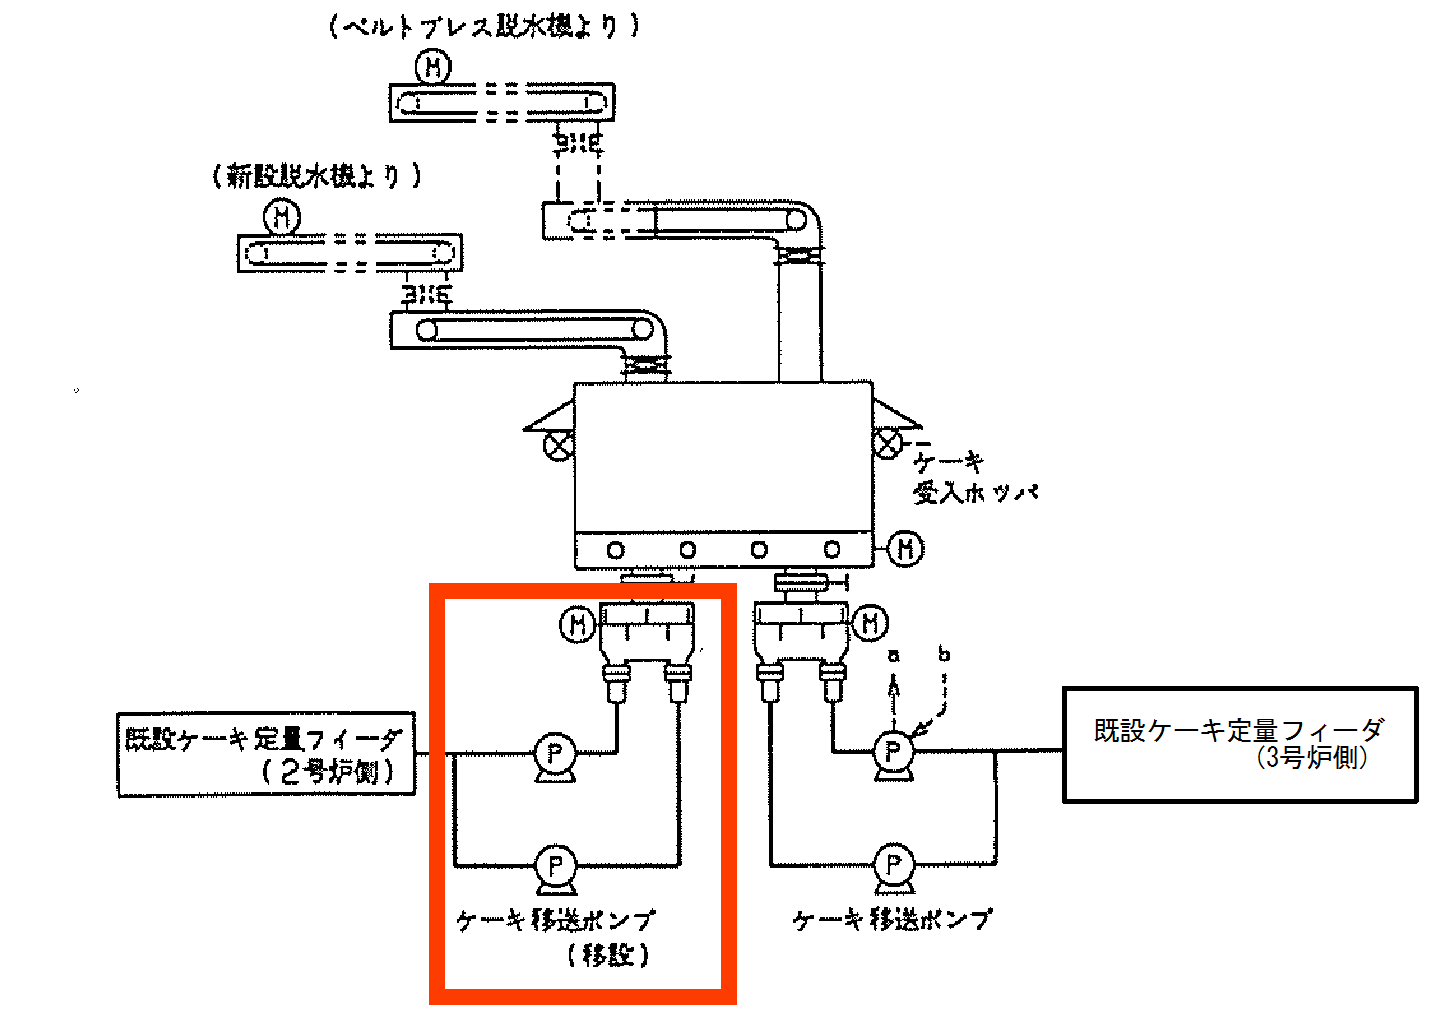 (ベルトプレス脱水機より)
M
(新設脱水機より)
M
ケーキ
受入ホッパ
M
M
M
a b
既設ケーキ定量フィーダ
(2号炉側)
P
P
既設ケーキ定量フィーダ
(3号炉側)
P
P
ケーキ移送ポンプ
(移設)
ケーキ移送ポンプ